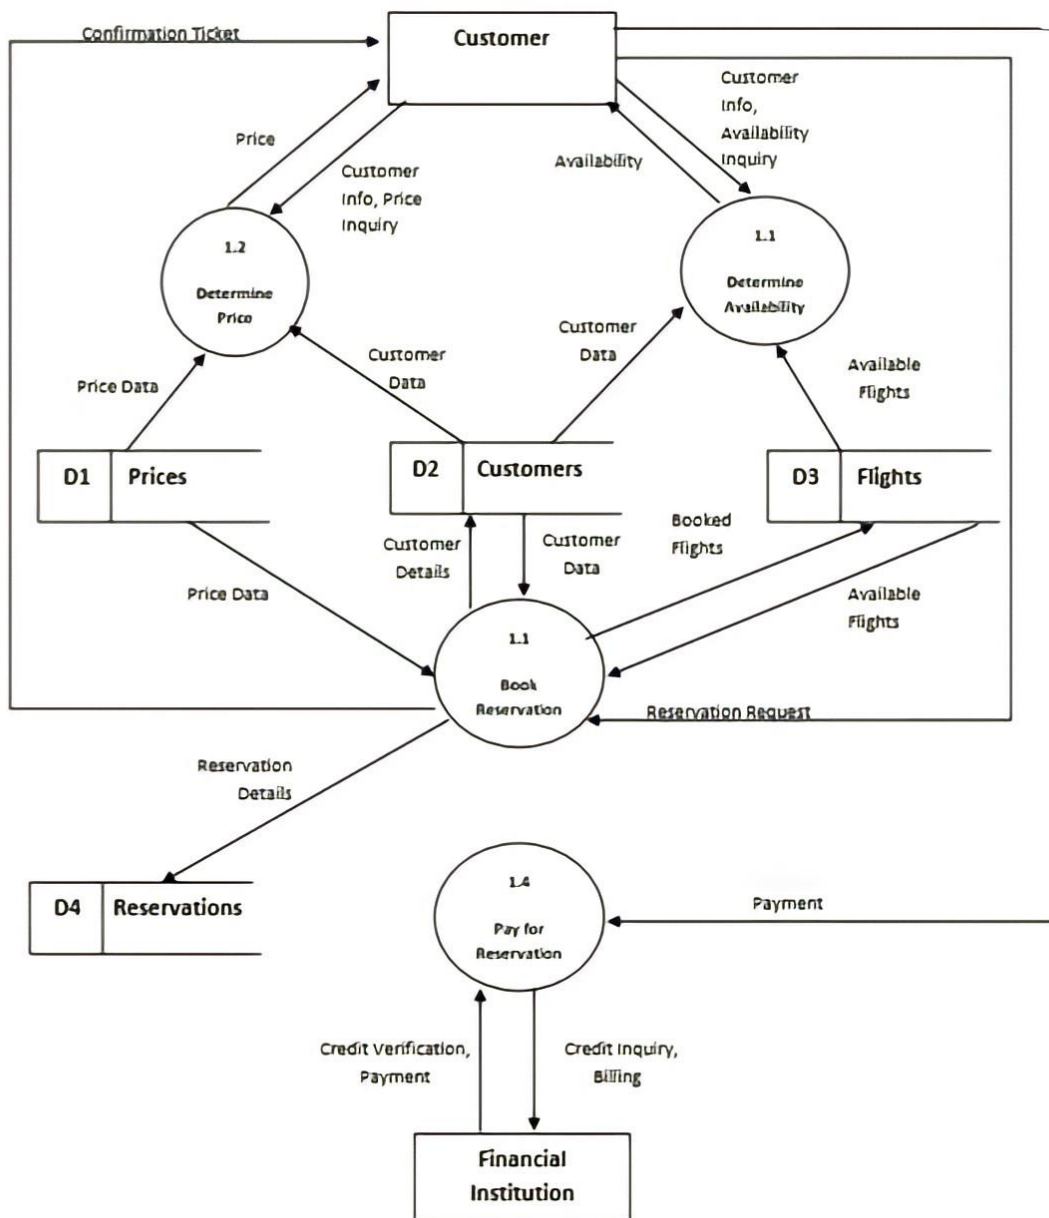 Confirmation Ticket
Customer
Customer
Info,
Availability
Inquiry
Price
Availability
Customer
Info, Price
Inquiry
1.2
Determine
Price
1.1
Determine
Availability
Customer
Data
Customer
Data
Available
Flights
Price Data
D1
Prices
D2
Customers
D3
Flights
Customer
Details
Customer
Data
Booked
Flights
Price Data
Available
Flights
1.1
Book
Reservation
Reservation Request
Reservation
Details
D4
Reservations
1.4
Pay for
Reservation
Payment
Credit Verification,
Payment
Credit Inquiry,
Billing
Financial
Institution